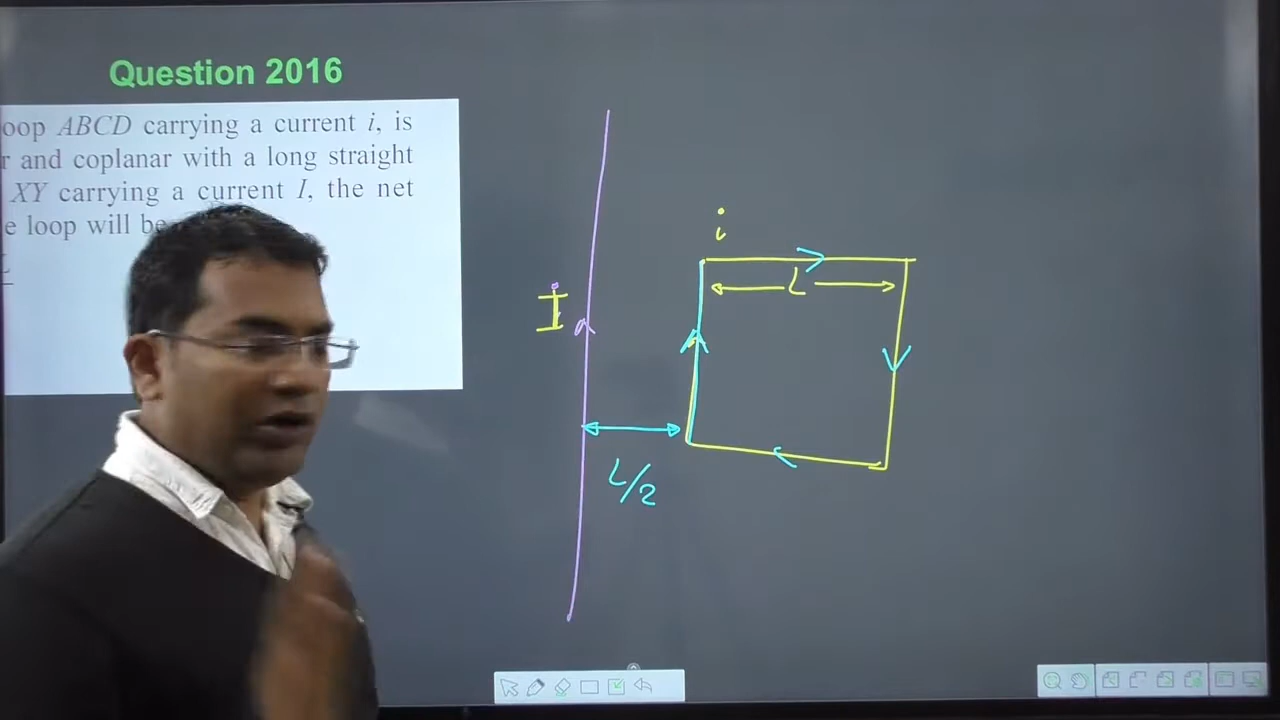 Question 2016
oop ABCD carrying a current i, is
r and coplanar with a long straight
XY carrying a current I, the net
e loop will be
I
i
L
L/2